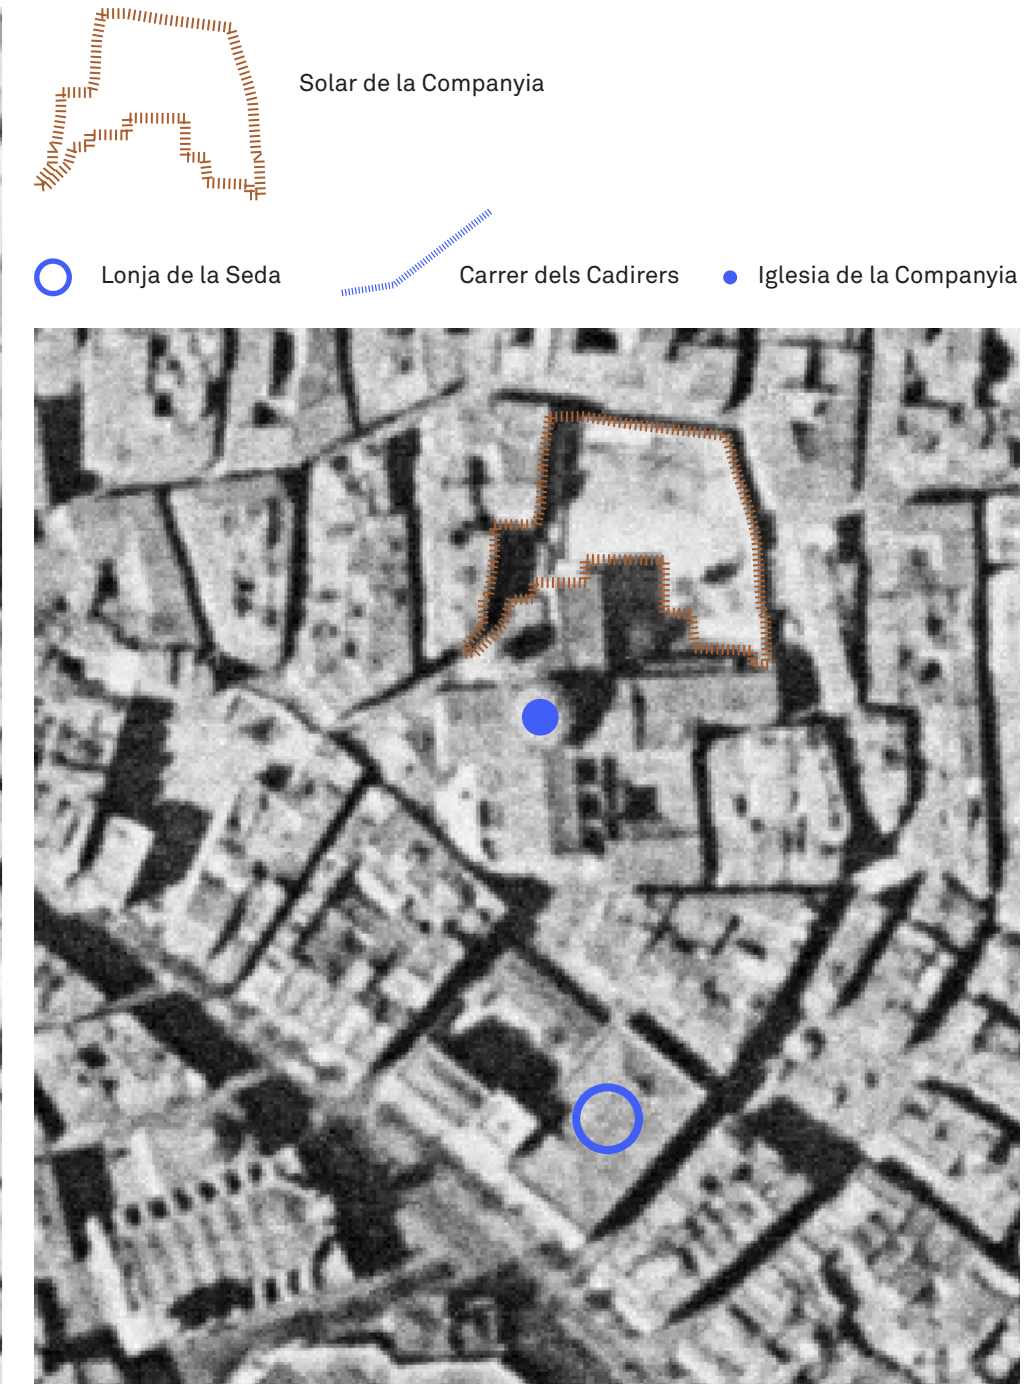 Solar de la Companyia
Lonja de la Seda
Carrer dels Cadirers
Iglesia de la Companyia